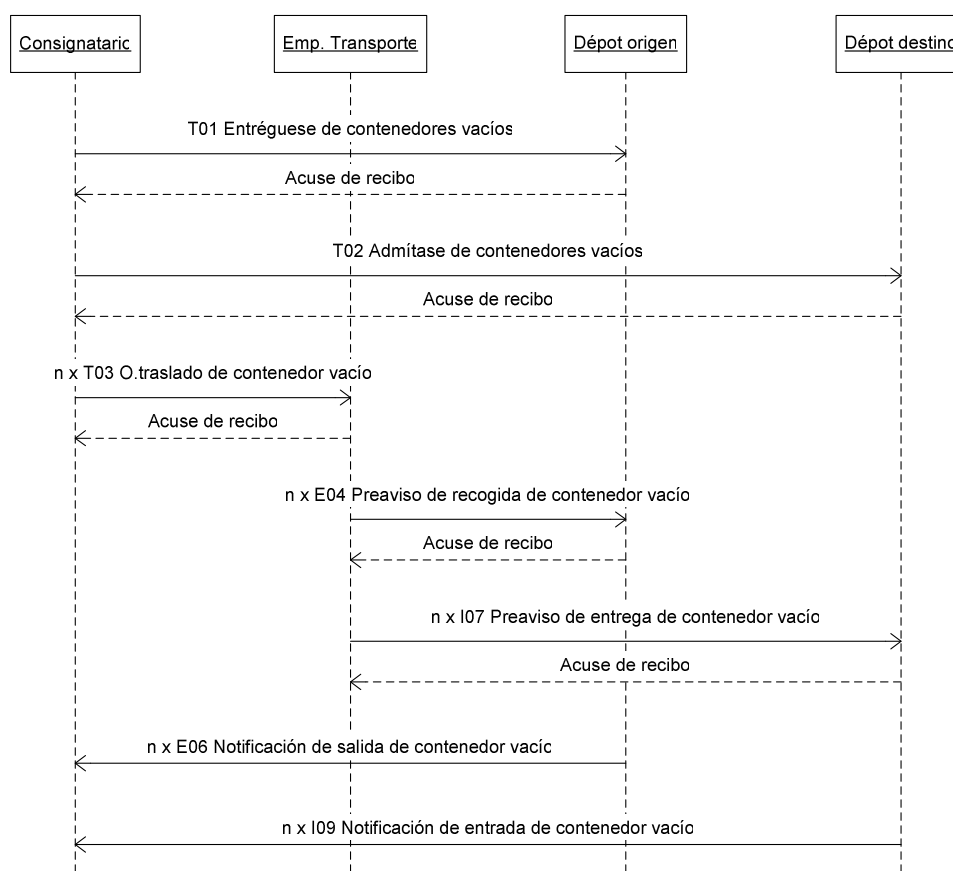 Consignatario
Emp. Transporte
Dépot origen
Dépot destino
T01 Entréguese de contenedores vacíos
Acuse de recibo
T02 Admítase de contenedores vacíos
Acuse de recibo
n x T03 O.traslado de contenedor vacío
Acuse de recibo
n x E04 Preaviso de recogida de contenedor vacío
Acuse de recibo
n x I07 Preaviso de entrega de contenedor vacío
Acuse de recibo
n x E06 Notificación de salida de contenedor vacío
n x I09 Notificación de entrada de contenedor vacío